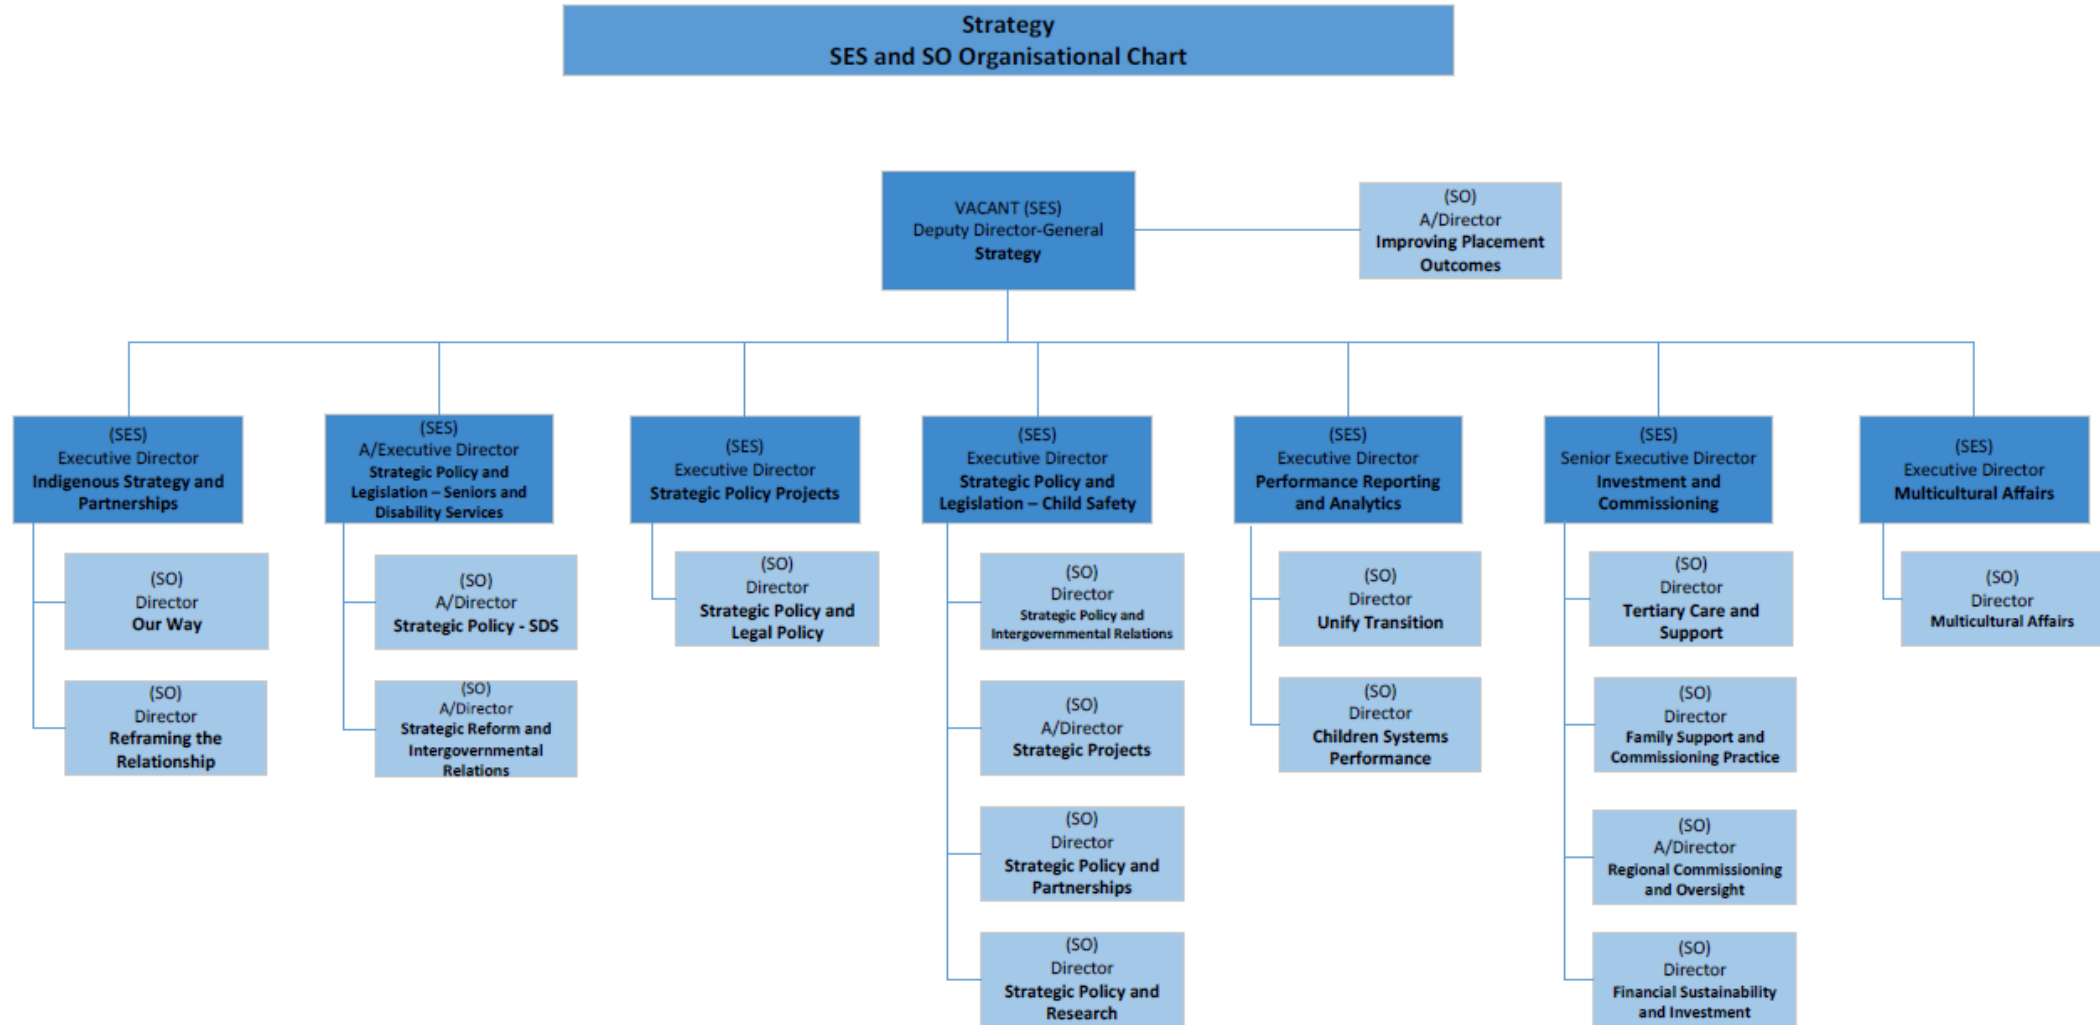 Strategy
SES and SO Organisational Chart
VACANT (SES)
Deputy Director-General
Strategy
(SO)
A/Director
Improving Placement
Outcomes
(SES)
Executive Director
Indigenous Strategy and
Partnerships
(SO)
Director
Our Way
(SO)
Director
Reframing the
Relationship
(SES)
A/Executive Director
Strategic Policy and
Legislation – Seniors and
Disability Services
(SO)
A/Director
Strategic Policy - SDS
(SO)
A/Director
Strategic Reform and
Intergovernmental
Relations
(SES)
Executive Director
Strategic Policy Projects
(SO)
Director
Strategic Policy and
Legal Policy
(SES)
Executive Director
Strategic Policy and
Legislation – Child Safety
(SO)
Director
Strategic Policy and
Intergovernmental Relations
(SO)
A/Director
Strategic Projects
(SO)
Director
Strategic Policy and
Partnerships
(SO)
Director
Strategic Policy and
Research
(SES)
Executive Director
Performance Reporting
and Analytics
(SO)
Director
Unify Transition
(SO)
Director
Children Systems
Performance
(SES)
Senior Executive Director
Investment and
Commissioning
(SO)
Director
Tertiary Care and
Support
(SO)
Director
Family Support and
Commissioning Practice
(SO)
A/Director
Regional Commissioning
and Oversight
(SO)
Director
Financial Sustainability
and Investment
(SES)
Executive Director
Multicultural Affairs
(SO)
Director
Multicultural Affairs